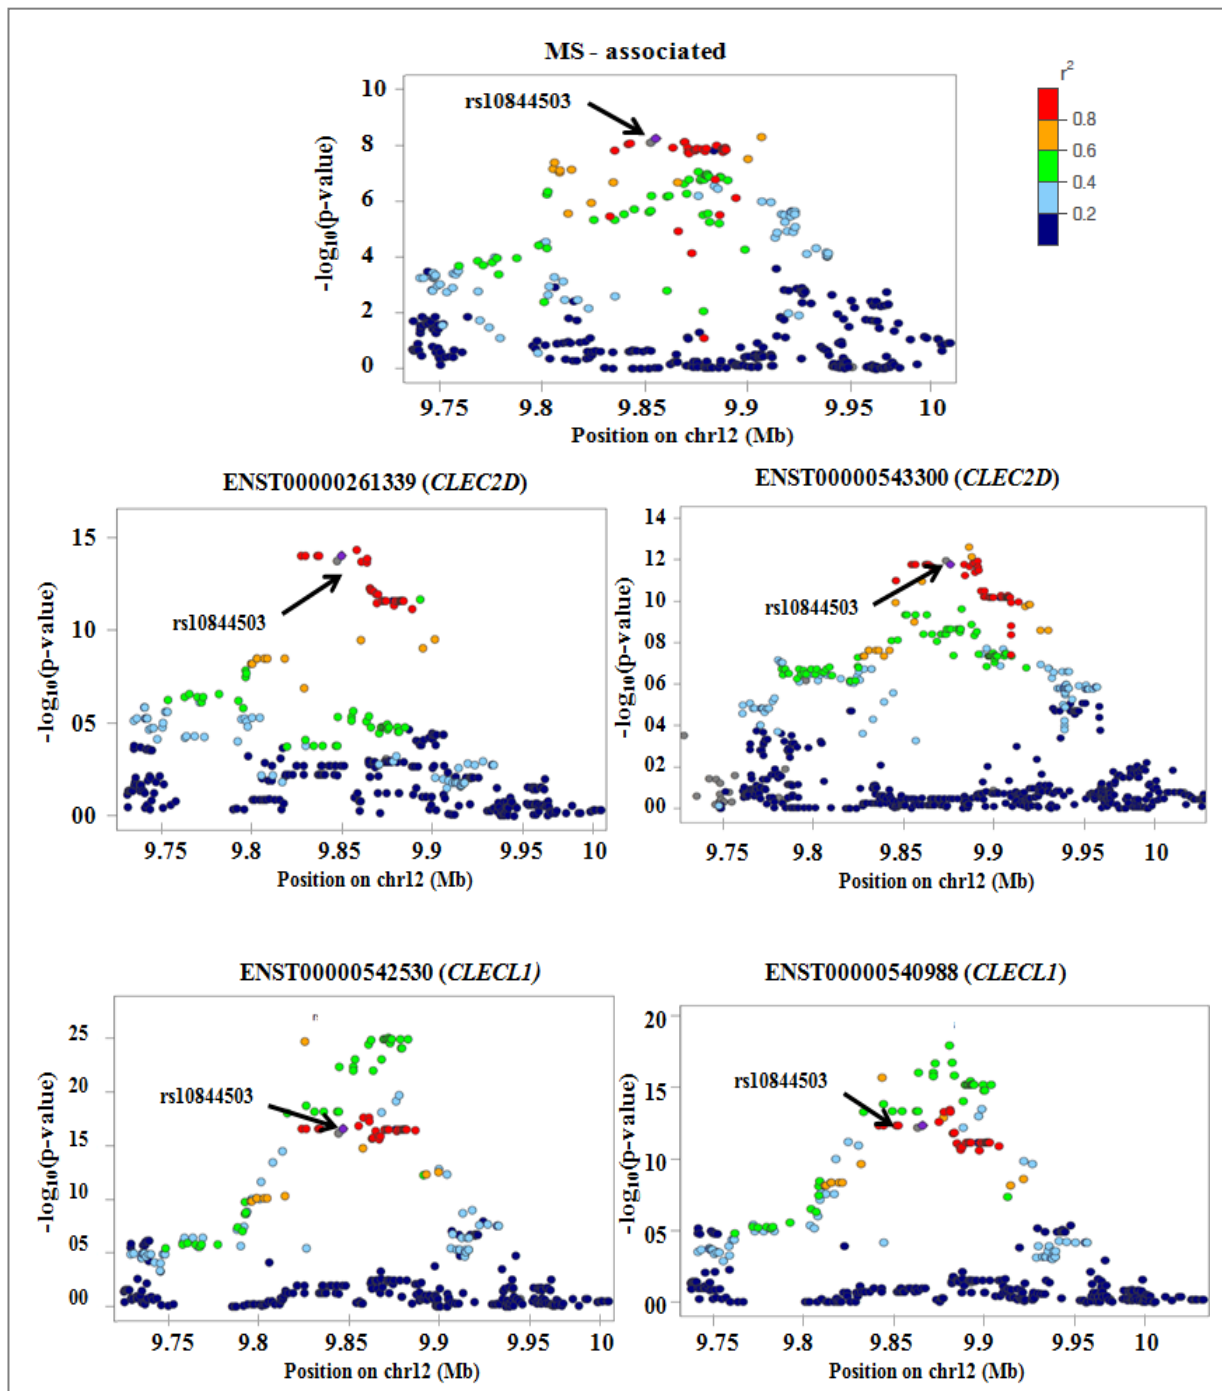 MS - associated
r²
rs10844503
10
8
6
4
2
0
-log₁₀(p-value)
0.8
0.6
0.4
0.2
9.75 9.8 9.85 9.9 9.95 10
Position on chr12 (Mb)
ENST00000261339 (CLEC2D)
15
10
05
00
-log₁₀(p-value)
rs10844503
9.75 9.8 9.85 9.9 9.95 10
Position on chr12 (Mb)
ENST00000543300 (CLEC2D)
14
12
10
08
06
04
02
00
-log₁₀(p-value)
rs10844503
9.75 9.8 9.85 9.9 9.95 10
Position on chr12 (Mb)
ENST00000542530 (CLECL1)
25
20
15
10
05
00
-log₁₀(p-value)
rs10844503
9.75 9.8 9.85 9.9 9.95 10
Position on chr12 (Mb)
ENST00000540988 (CLECL1)
20
15
10
05
00
-log₁₀(p-value)
rs10844503
9.75 9.8 9.85 9.9 9.95 10
Position on chr12 (Mb)